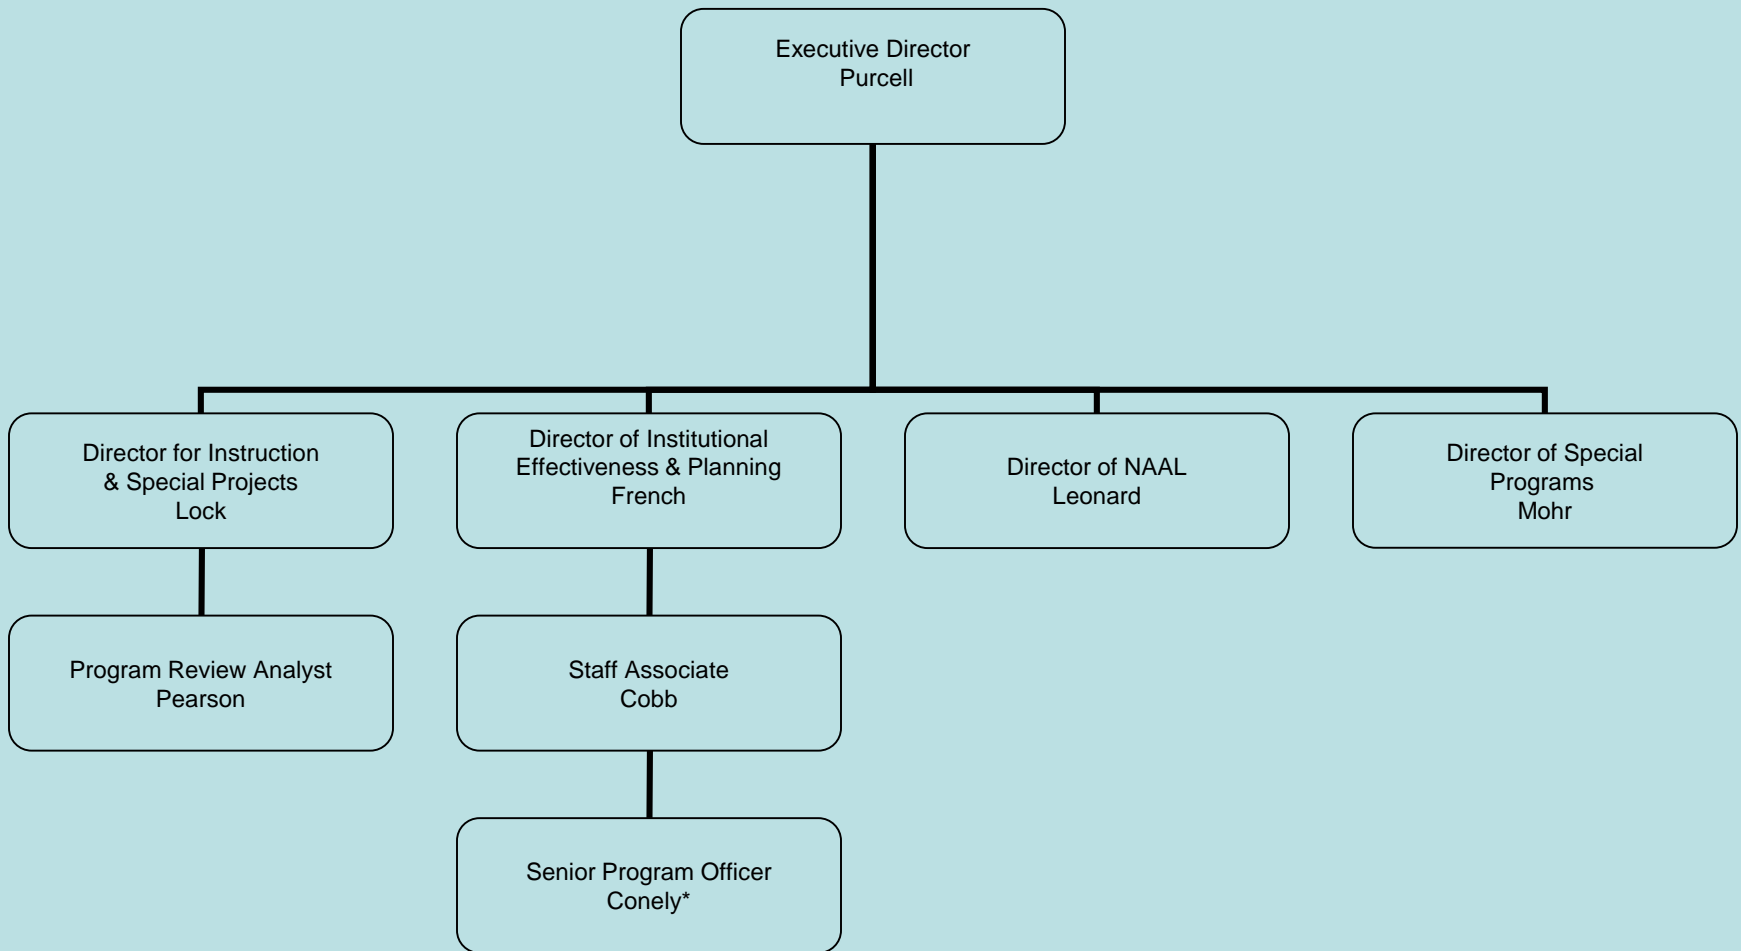 Executive Director
Purcell
Director for Instruction
& Special Projects
Lock
Director of Institutional
Effectiveness & Planning
French
Director of NAAL
Leonard
Director of Special
Programs
Mohr
Program Review Analyst
Pearson
Staff Associate
Cobb
Senior Program Officer
Conely*